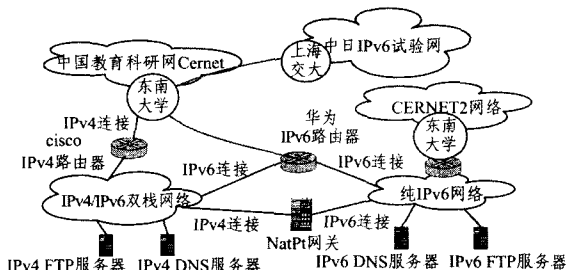 中国教育科研网Cernet
上海
交大
中日IPv6试验网
东南
大学
CERNET2网络
东南
大学
IPv4连接
cisco
IPv4路由器
华为
IPv6路由器
IPv6连接
IPv6连接
IPv4/IPv6双栈网络
纯IPv6网络
IPv4连接
IPv6连接
NatPt网关
IPv4 FTP服务器
IPv4 DNS服务器
IPv6 DNS服务器
IPv6 FTP服务器